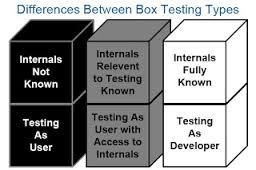 Differences Between Box Testing Types
Internals
Not
Known
Testing
As
User
Internals
Relevent
to Testing
Known
Testing As
User with
Access to
Internals
Internals
Fully
Known
Testing
As
Developer